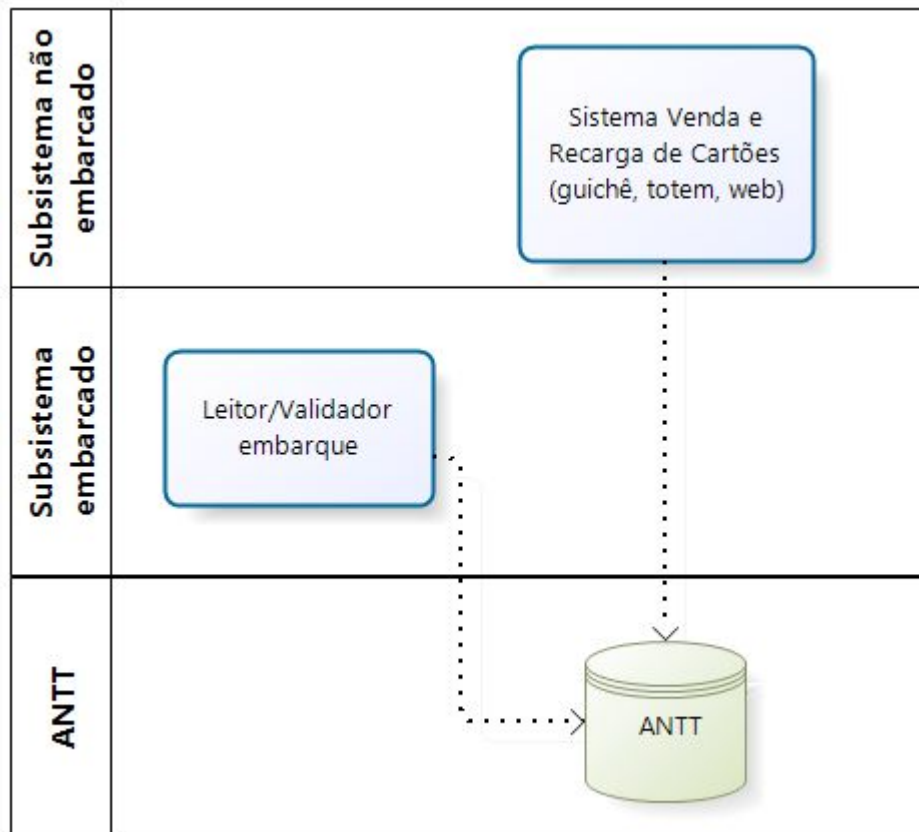 Subsistema não
embarcado
Sistema Venda e
Recarga de Cartões
(guichê, totem, web)
Subsistema
embarcado
Leitor/Validador
embarque
ANTT
ANTT